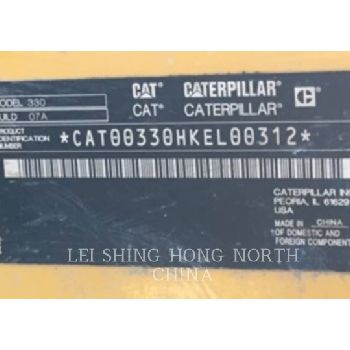 CAT CATERPILLAR
CAT® CATERPILLAR®
MODEL 330
BUILD 07A
PRODUCT
IDENTIFICATION
NUMBER
*CAT00330HKEL00312*
CATERPILLAR INC
PEORIA, IL 61629
USA
MADE IN CHINA
OF DOMESTIC AND
FOREIGN COMPONENT
LEI SHING HONG NORTH
CHINA